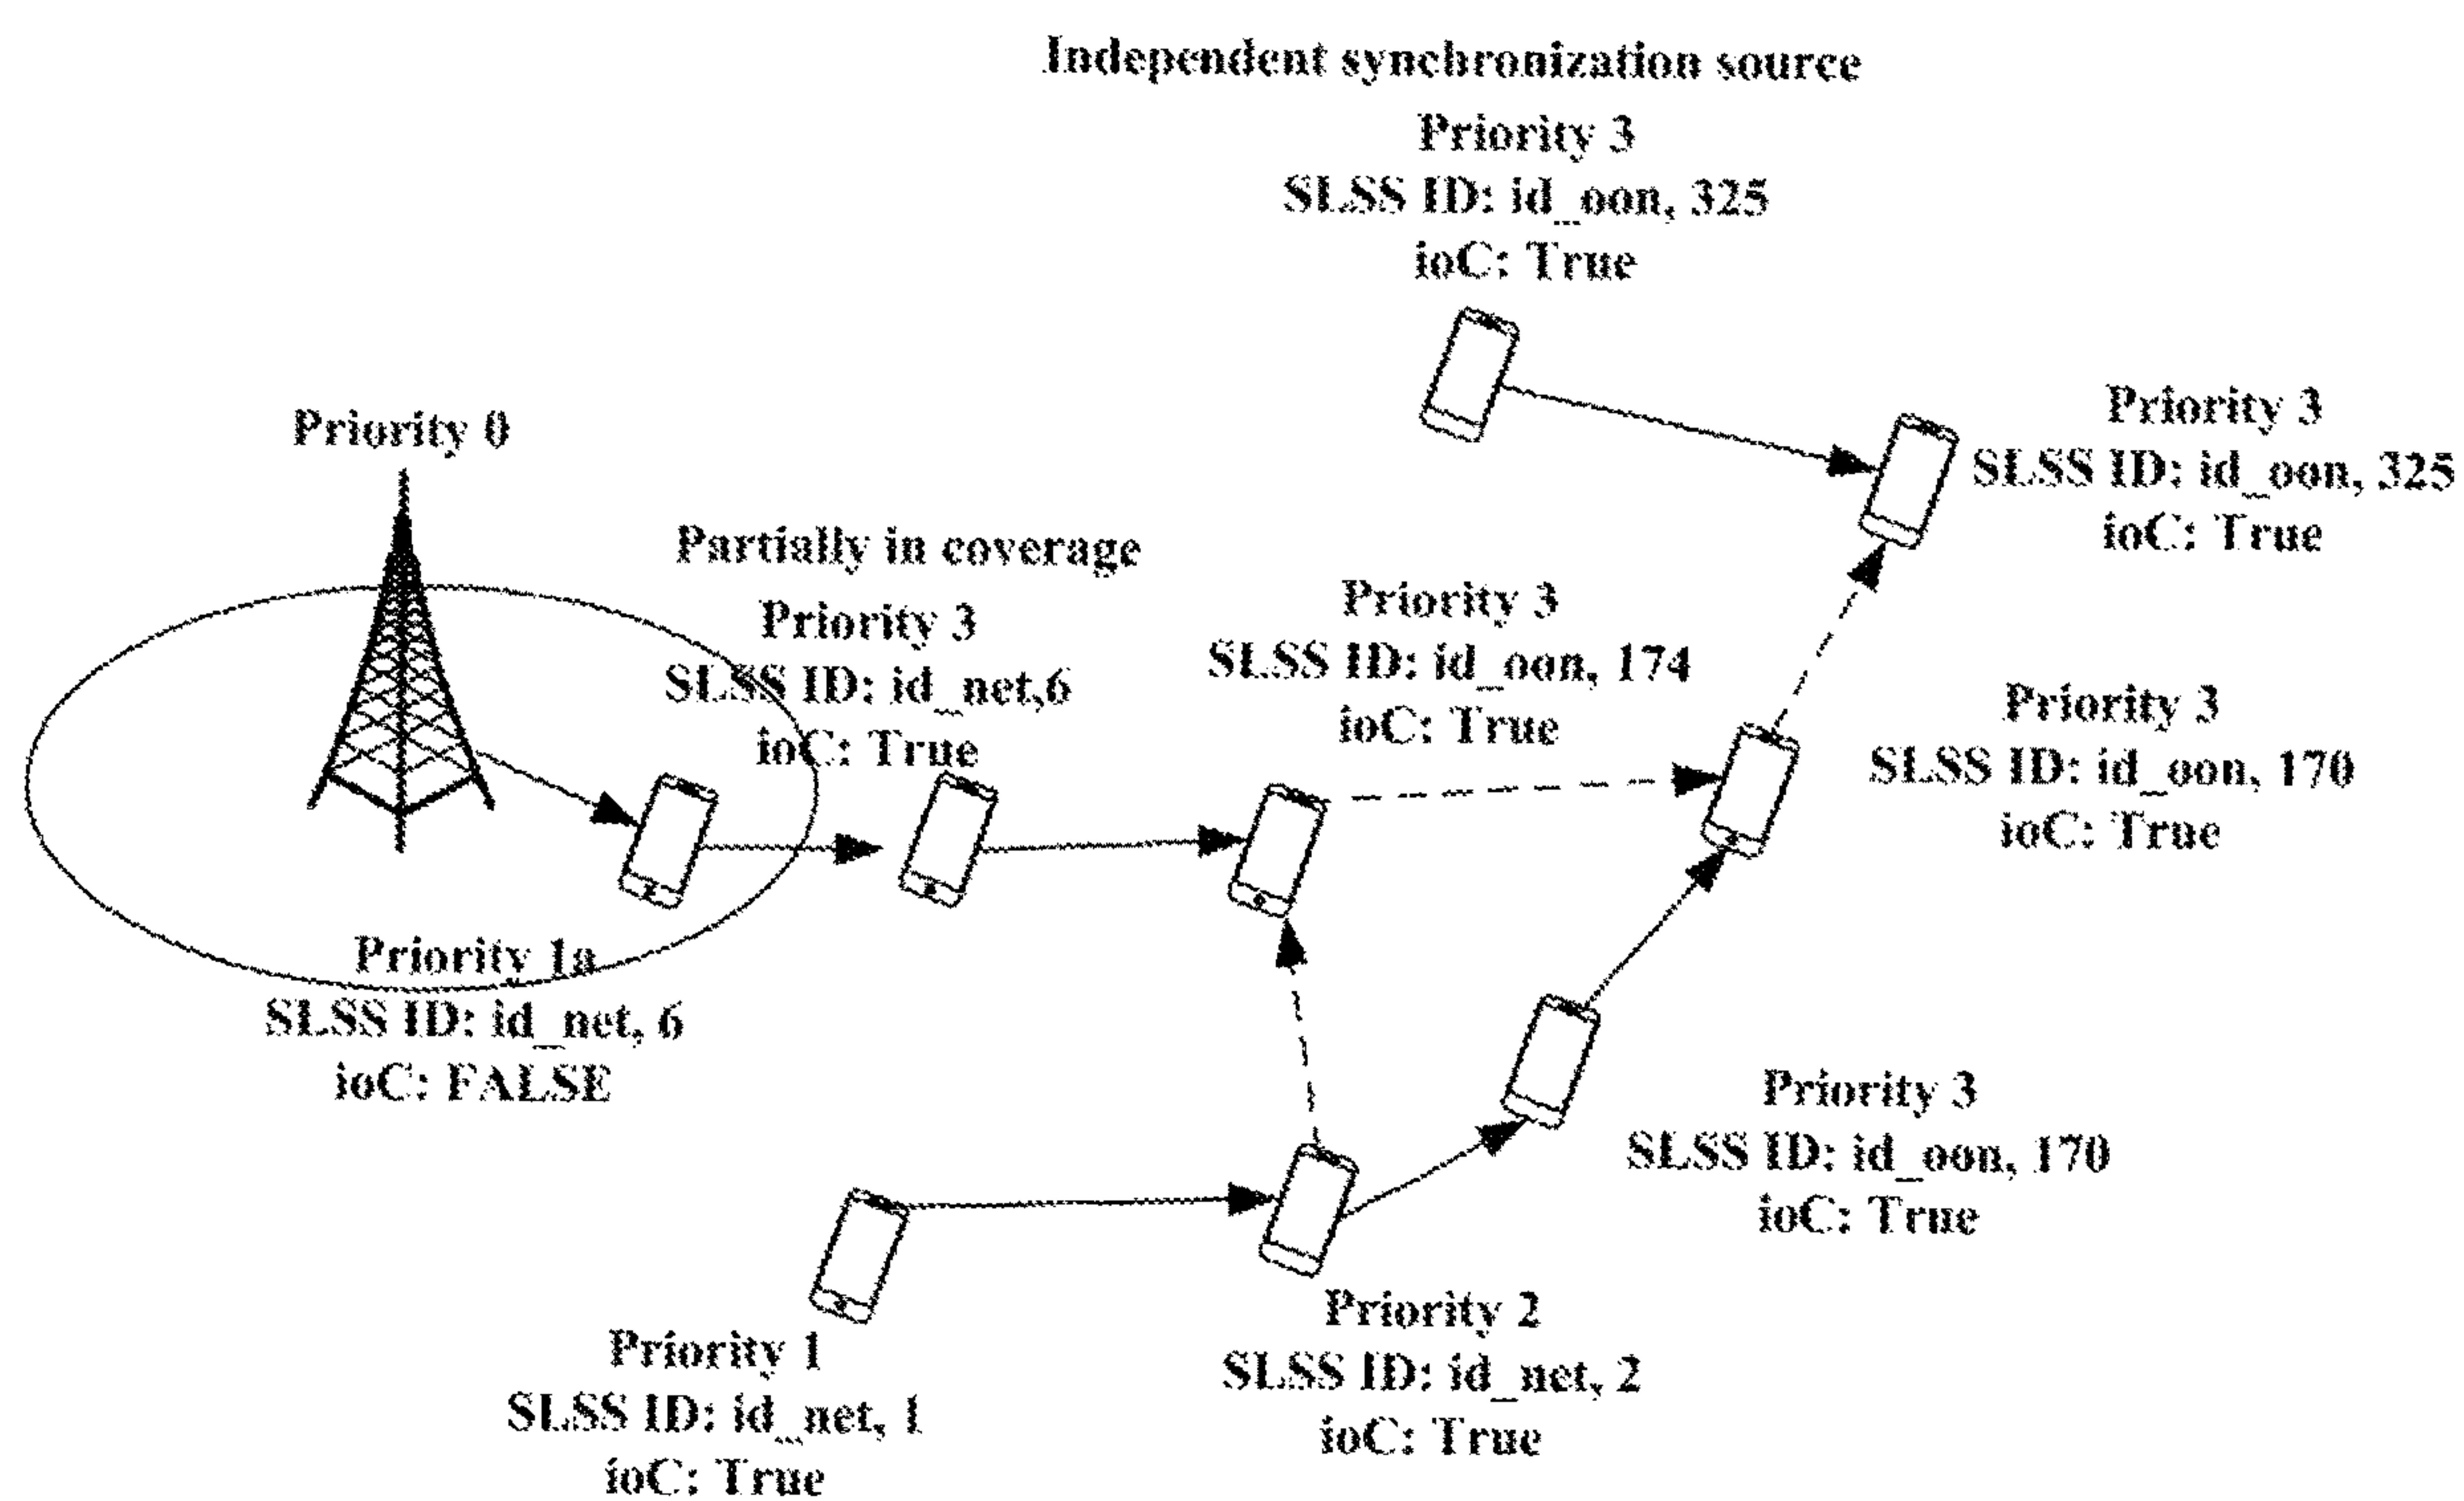 Independent synchronization source
Priority 3
SLSS ID: id_oon, 325
ioC: True
Priority 3
SLSS ID: id_oon, 325
ioC: True
Priority 0
Partially in coverage
Priority 3
SLSS ID: id_net,6
ioC: True
Priority 3
SLSS ID: id_oon, 174
ioC: True
Priority 3
SLSS ID: id_oon, 170
ioC: True
Priority 1a
SLSS ID: id_net, 6
ioC: FALSE
Priority 3
SLSS ID: id_oon, 170
ioC: True
Priority 2
SLSS ID: id_net, 2
ioC: True
Priority 1
SLSS ID: id_net, 1
ioC: True